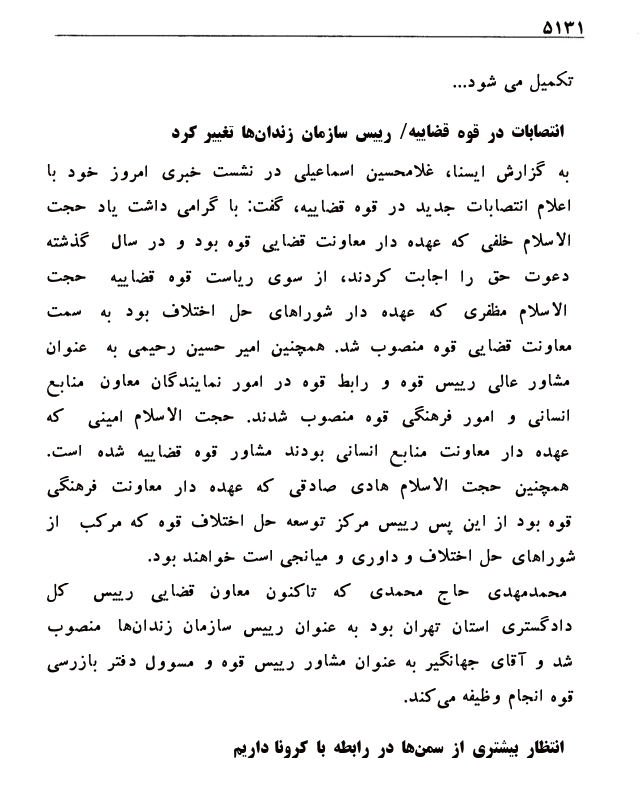 ۵۱۳۱
تکمیل می شود...
انتصابات در قوه قضاییه/ رییس سازمان زندان‌ها تغییر کرد
به گزارش ایسنا، غلامحسین اسماعیلی در نشست خبری امروز خود با
اعلام انتصابات جدید در قوه قضاییه، گفت: با گرامی داشت یاد حجت
الاسلام خلفی که عهده دار معاونت قضایی قوه بود و در سال گذشته
دعوت حق را اجابت کردند، از سوی ریاست قوه قضاییه حجت
الاسلام مظفری که عهده دار شوراهای حل اختلاف بود به سمت
معاونت قضایی قوه منصوب شد. همچنین امیر حسین رحیمی به عنوان
مشاور عالی رییس قوه و رابط قوه در امور نمایندگان معاون منابع
انسانی و امور فرهنگی قوه منصوب شدند. حجت الاسلام امینی که
عهده دار معاونت منابع انسانی بودند مشاور قوه قضاییه شده است.
همچنین حجت الاسلام هادی صادقی که عهده دار معاونت فرهنگی
قوه بود از این پس رییس مرکز توسعه حل اختلاف قوه که مرکب از
شوراهای حل اختلاف و داوری و میانجی است خواهند بود.
محمدمهدی حاج محمدی که تاکنون معاون قضایی رییس کل
دادگستری استان تهران بود به عنوان رییس سازمان زندان‌ها منصوب
شد و آقای جهانگیر به عنوان مشاور رییس قوه و مسوول دفتر بازرسی
قوه انجام وظیفه می‌کند.
انتظار بیشتری از سمن‌ها در رابطه با کرونا داریم